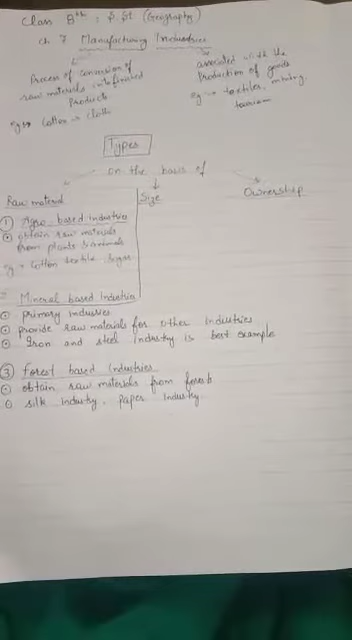 Class 8th : S.St (Geography)
Ch 7 Manufacturing Industries
Process of conversion of
raw materials into finished
products
eg → Cotton → cloth
associated with the
Production of goods
eg → textiles, mining,
tourism
Types
on the basis of
Raw material
Size
Ownership
① Agro based industries
obtain raw materials
from plants & animals
eg → Cotton textile Sugar
2 Mineral based Industries
primary industries
provide raw materials for other industries
Iron and steel industry is best example
③ Forest based Industries
obtain raw materials from forest
silk industry, paper industry